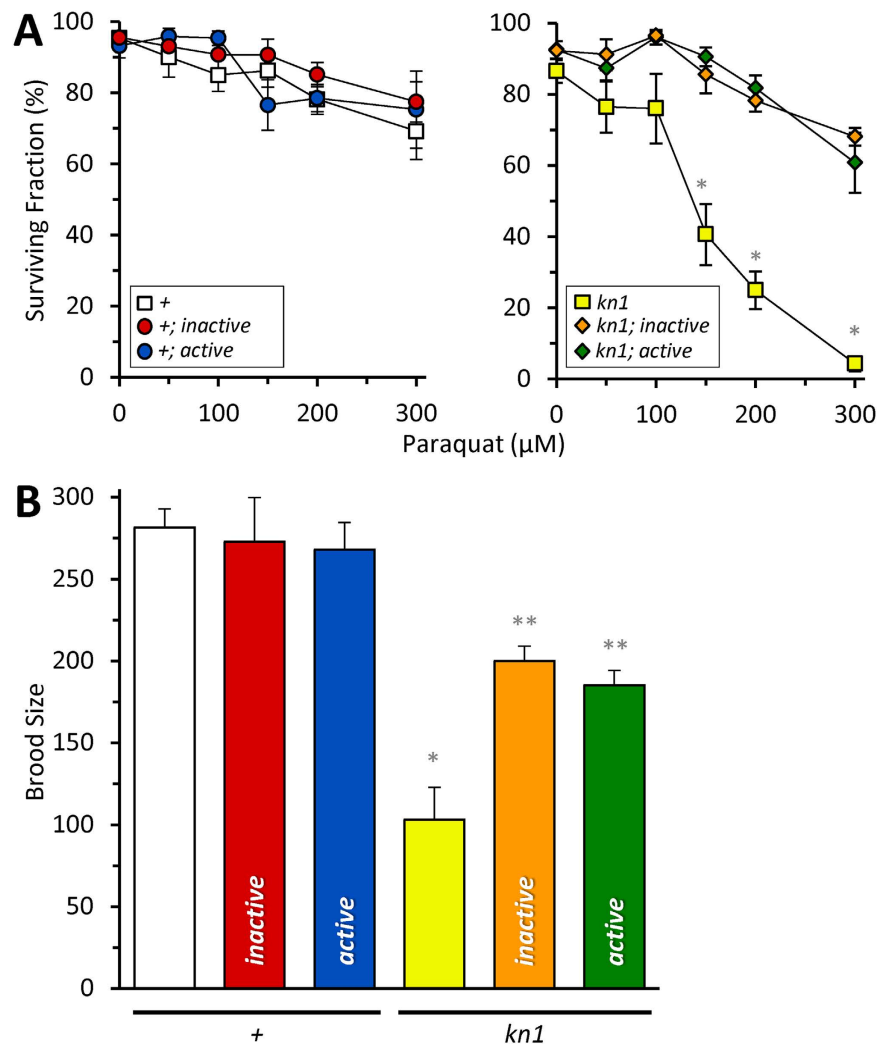 A
Surviving Fraction (%)
100
80
60
40
20
0
+
+; inactive
+; active
0
100
200
300
100
80
60
40
20
0
*
*
*
kn1
kn1; inactive
kn1; active
0
100
200
300
Paraquat (µM)
B
Brood Size
300
250
200
150
100
50
0
inactive
active
*
**
inactive
**
active
+
kn1